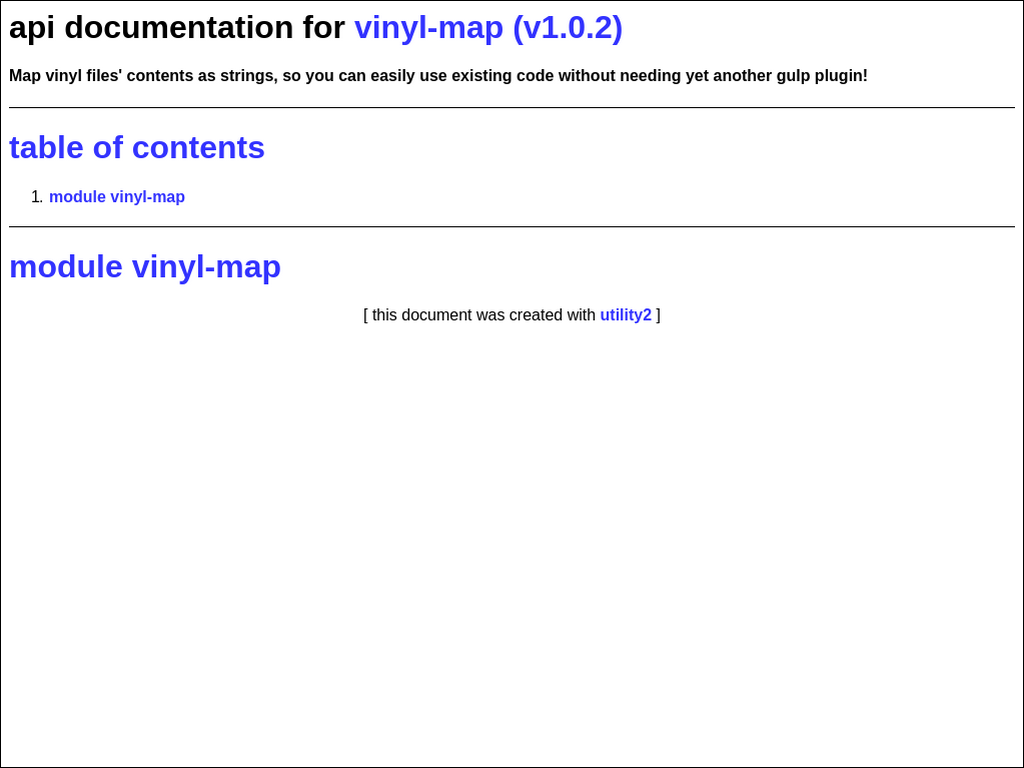 api documentation for vinyl-map (v1.0.2)
Map vinyl files' contents as strings, so you can easily use existing code without needing yet another gulp plugin!
table of contents
1. module vinyl-map
module vinyl-map
[ this document was created with utility2 ]